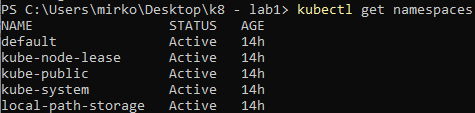 PS C:\Users\mirko\Desktop\k8 - lab1> kubectl get namespaces
NAME STATUS AGE
default Active 14h
kube-node-lease Active 14h
kube-public Active 14h
kube-system Active 14h
local-path-storage Active 14h